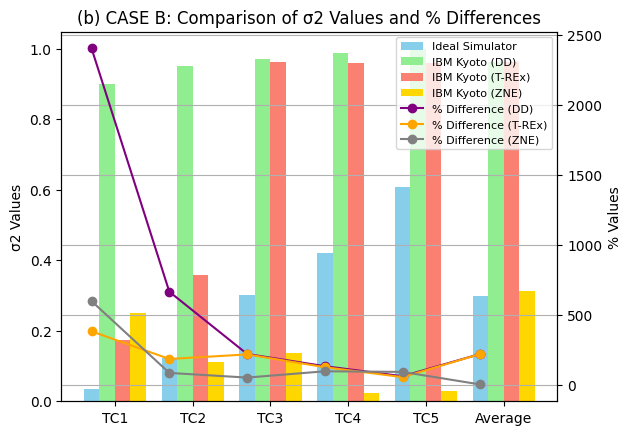 (b) CASE B: Comparison of σ2 Values and % Differences
Ideal Simulator
IBM Kyoto (DD)
IBM Kyoto (T-REx)
IBM Kyoto (ZNE)
% Difference (DD)
% Difference (T-REx)
% Difference (ZNE)
1.0
0.8
0.6
0.4
0.2
0.0
σ2 Values
2500
2000
1500
1000
500
0
% Values
TC1 TC2 TC3 TC4 TC5 Average